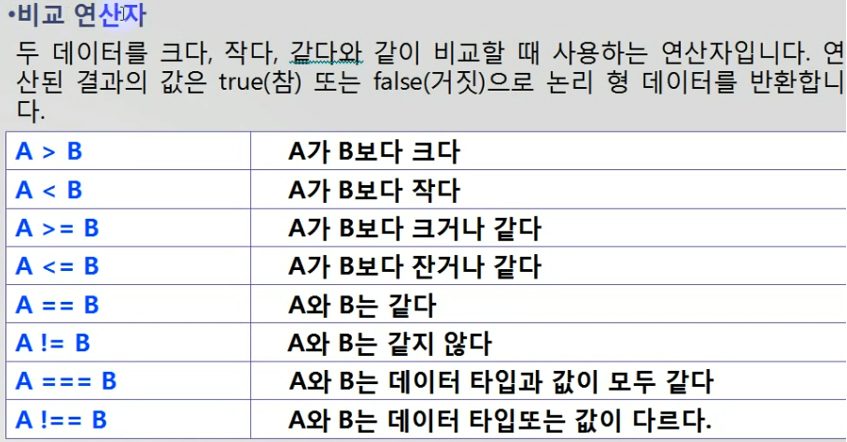 •비교 연산자
두 데이터를 크다, 작다, 같다와 같이 비교할 때 사용하는 연산자입니다. 연
산된 결과의 값은 true(참) 또는 false(거짓)으로 논리 형 데이터를 반환합니
다.
A > B A가 B보다 크다
A < B A가 B보다 작다
A >= B A가 B보다 크거나 같다
A <= B A가 B보다 잔거나 같다
A == B A와 B는 같다
A != B A와 B는 같지 않다
A === B A와 B는 데이터 타입과 값이 모두 같다
A !== B A와 B는 데이터 타입또는 값이 다르다.